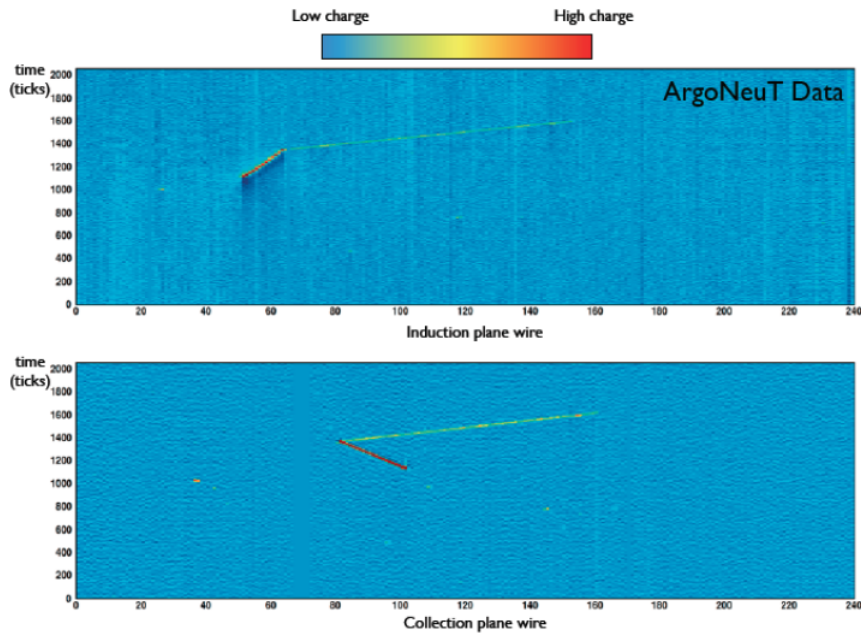 Low charge High charge
time
(ticks)
ArgoNeuT Data
2000
1800
1600
1400
1200
1000
800
600
400
200
0
0 20 40 60 80 100 120 140 160 180 200 220 240
Induction plane wire
time
(ticks)
2000
1800
1600
1400
1200
1000
800
600
400
200
0
0 20 40 60 80 100 120 140 160 180 200 220 240
Collection plane wire